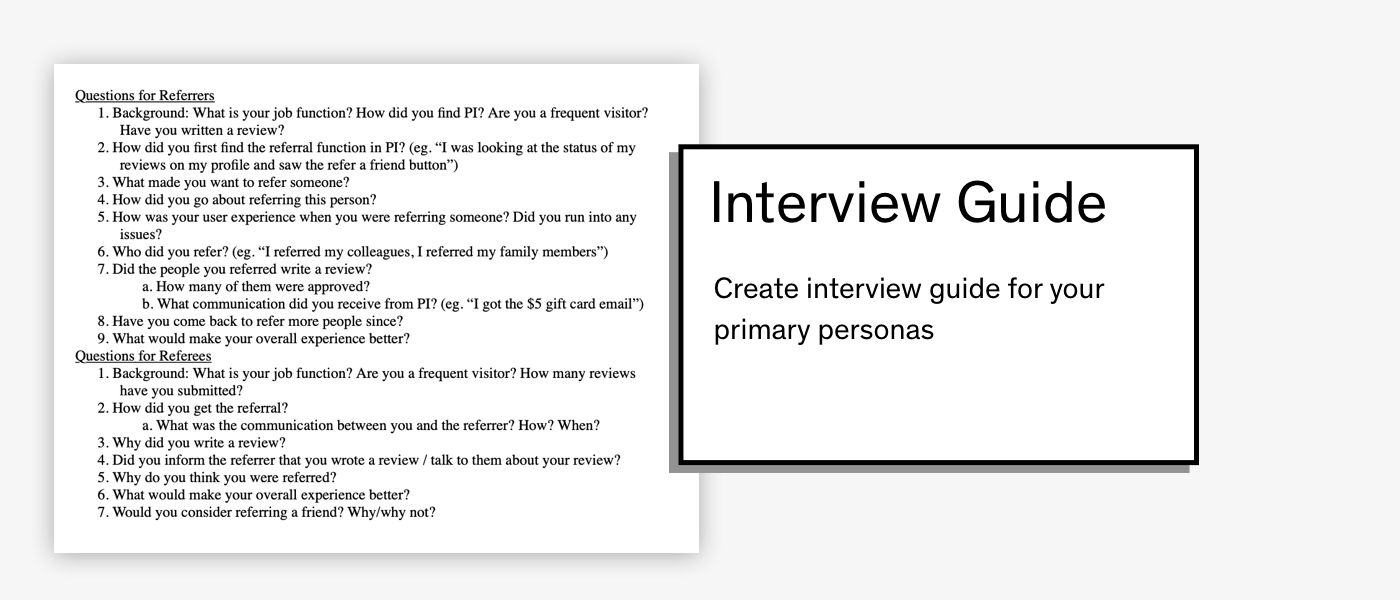 Questions for Referrers
1. Background: What is your job function? How did you find PI? Are you a frequent visitor?
Have you written a review?
2. How did you first find the referral function in PI? (eg. “I was looking at the status of my
reviews on my profile and saw the refer a friend button”)
3. What made you want to refer someone?
4. How did you go about referring this person?
5. How was your user experience when you were referring someone? Did you run into any
issues?
6. Who did you refer? (eg. “I referred my colleagues, I referred my family members”)
7. Did the people you referred write a review?
a. How many of them were approved?
b. What communication did you receive from PI? (eg. “I got the $5 gift card email”)
8. Have you come back to refer more people since?
9. What would make your overall experience better?
Questions for Referees
1. Background: What is your job function? Are you a frequent visitor? How many reviews
have you submitted?
2. How did you get the referral?
a. What was the communication between you and the referrer? How? When?
3. Why did you write a review?
4. Did you inform the referrer that you wrote a review / talk to them about your review?
5. Why do you think you were referred?
6. What would make your overall experience better?
7. Would you consider referring a friend? Why/why not?
Interview Guide
Create interview guide for your
primary personas